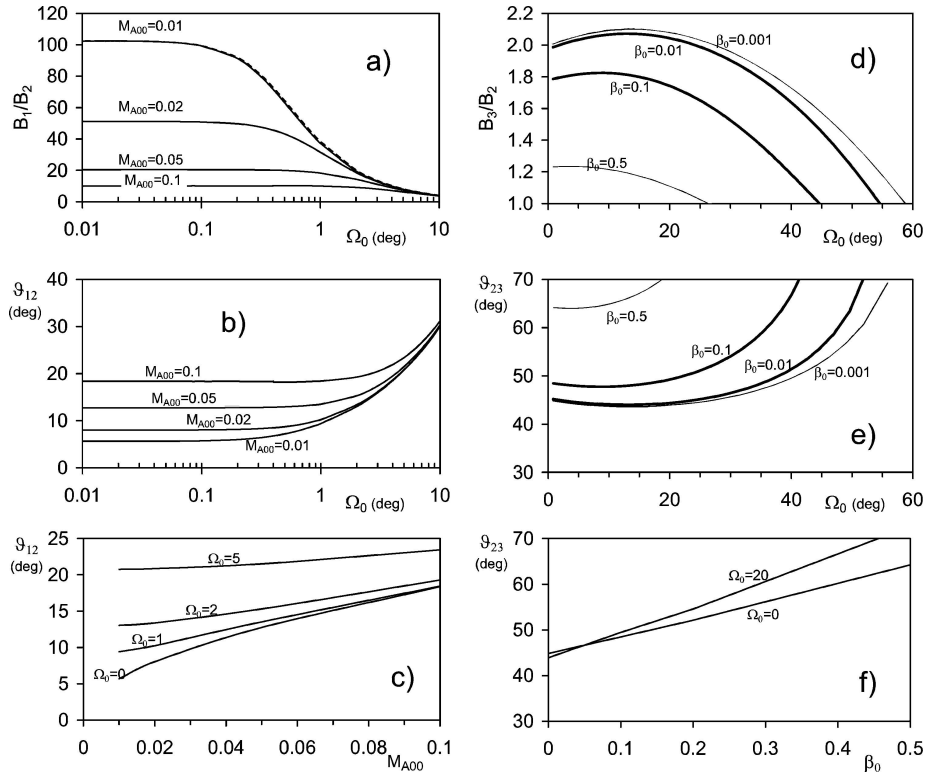 a)
B1/B2
120
100
80
60
40
20
0
MA00=0.01
MA00=0.02
MA00=0.05
MA00=0.1
0.01
0.1
1
10
Ω0 (deg)
d)
B3/B2
2.2
2.0
1.8
1.6
1.4
1.2
1.0
β0=0.001
β0=0.01
β0=0.1
β0=0.5
0
20
40
60
Ω0 (deg)
b)
ϑ12
(deg)
40
30
20
10
0
MA00=0.1
MA00=0.05
MA00=0.02
MA00=0.01
0.01
0.1
1
10
Ω0 (deg)
e)
ϑ23
(deg)
70
60
50
40
30
β0=0.5
β0=0.1
β0=0.01
β0=0.001
0
20
40
60
Ω0 (deg)
c)
ϑ12
(deg)
25
20
15
10
5
0
Ω0=5
Ω0=2
Ω0=1
Ω0=0
0
0.02
0.04
0.06
0.08
0.1
MA00
f)
ϑ23
(deg)
70
60
50
40
30
Ω0=20
Ω0=0
0
0.1
0.2
0.3
0.4
0.5
β0